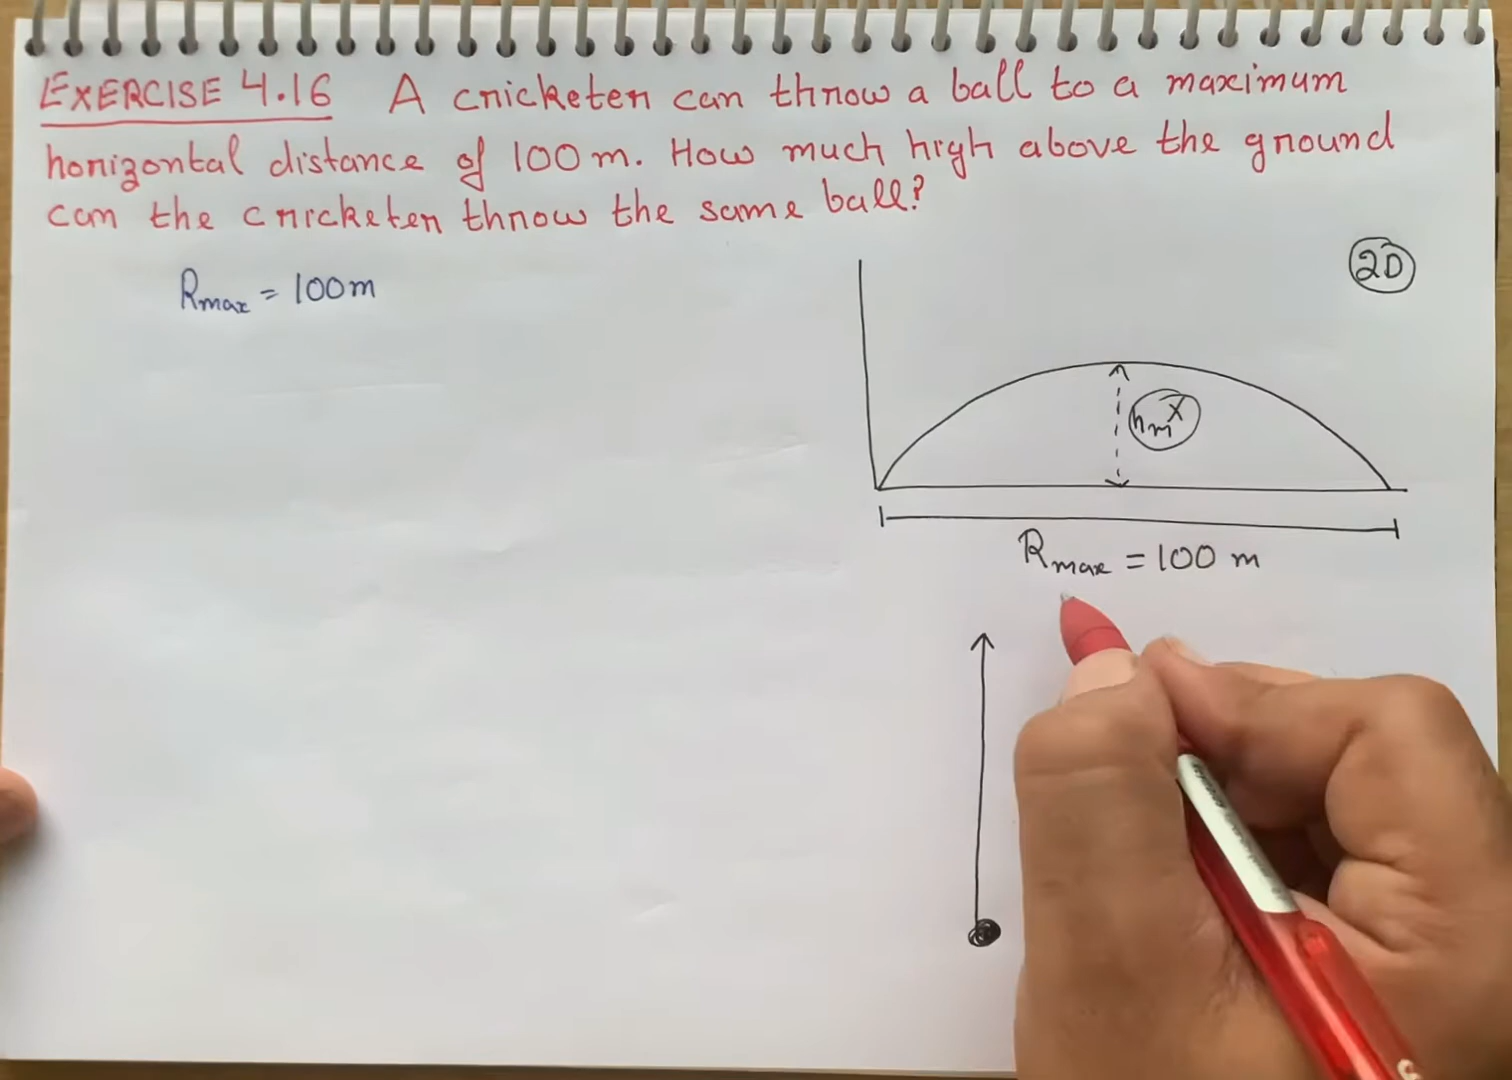 EXERCISE 4.16 A cricketer can throw a ball to a maximum
horizontal distance of 100 m. How much high above the ground
can the cricketer throw the same ball?
Rmax = 100m
2D
hm X
Rmax = 100 m